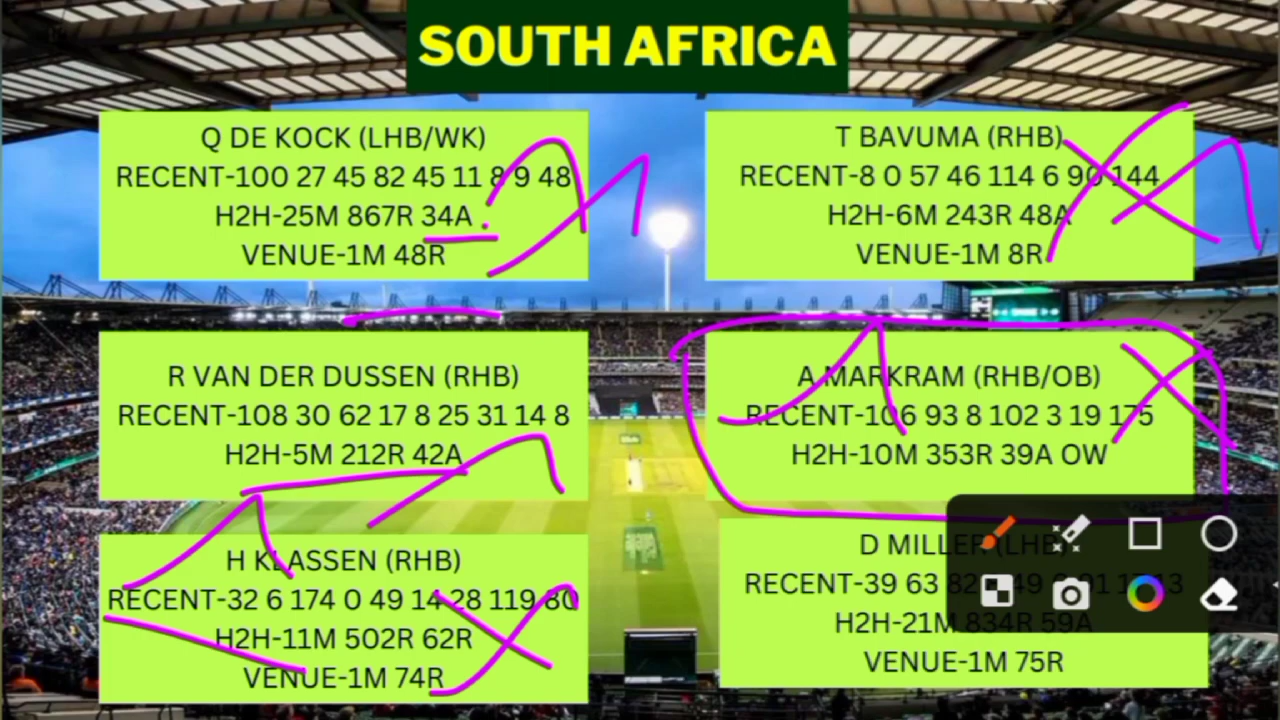 SOUTH AFRICA
Q DE KOCK (LHB/WK)
RECENT-100 27 45 82 45 11 8 9 48
H2H-25M 867R 34A
VENUE-1M 48R
T BAVUMA (RHB)
RECENT-8 0 57 46 114 6 90 144
H2H-6M 243R 48A
VENUE-1M 8R
R VAN DER DUSSEN (RHB)
RECENT-108 30 62 17 8 25 31 14 8
H2H-5M 212R 42A
A MARKRAM (RHB/OB)
RECENT-106 93 8 102 3 19 175
H2H-10M 353R 39A OW
H KLASSEN (RHB)
RECENT-32 6 174 0 49 14 28 119 80
H2H-11M 502R 62R
VENUE-1M 74R
D MILLER (LHB)
RECENT-39 63 82 49
H2H-21M 834R 59A
VENUE-1M 75R